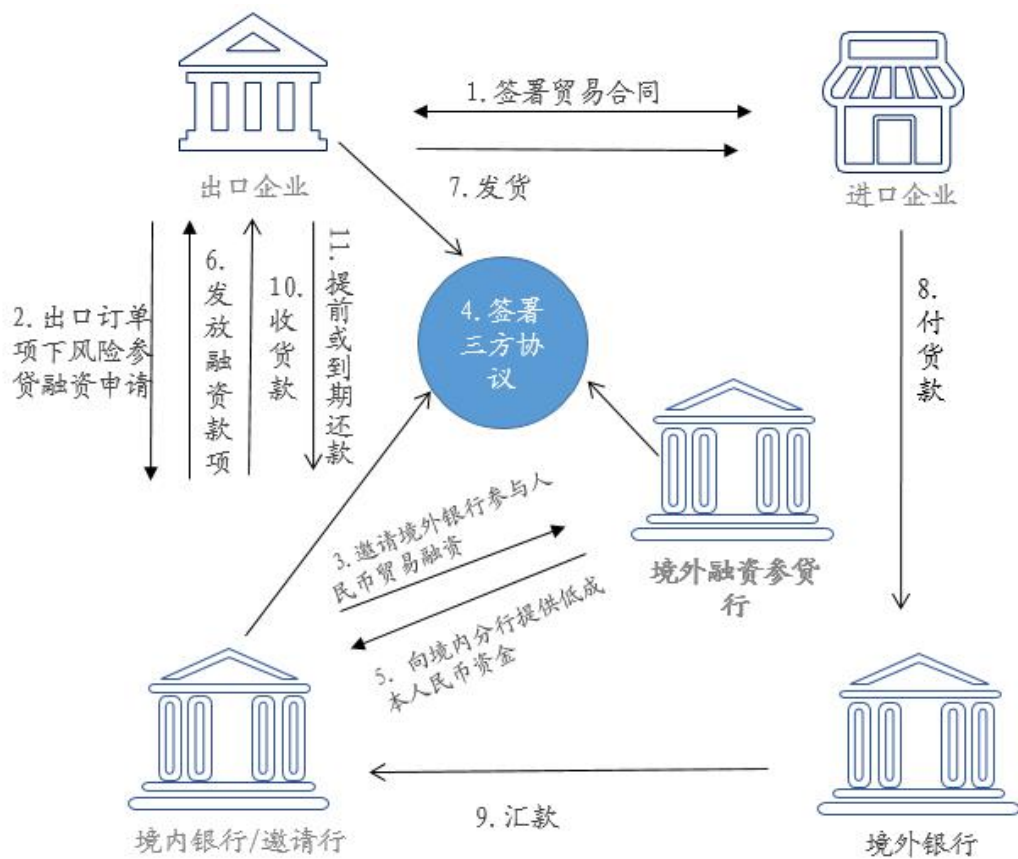 1.签署贸易合同
7.发货
出口企业
进口企业
2.出口订单
项下风险参
贷融资申请
6.发放融资款项
10.收货款
11.提前或到期还款
4.签署
三方协
议
8.付货款
3.邀请境外银行参与人
民币贸易融资
5. 向境内分行提供低成
本人民币资金
境外融资参贷
行
9.汇款
境内银行/邀请行
境外银行